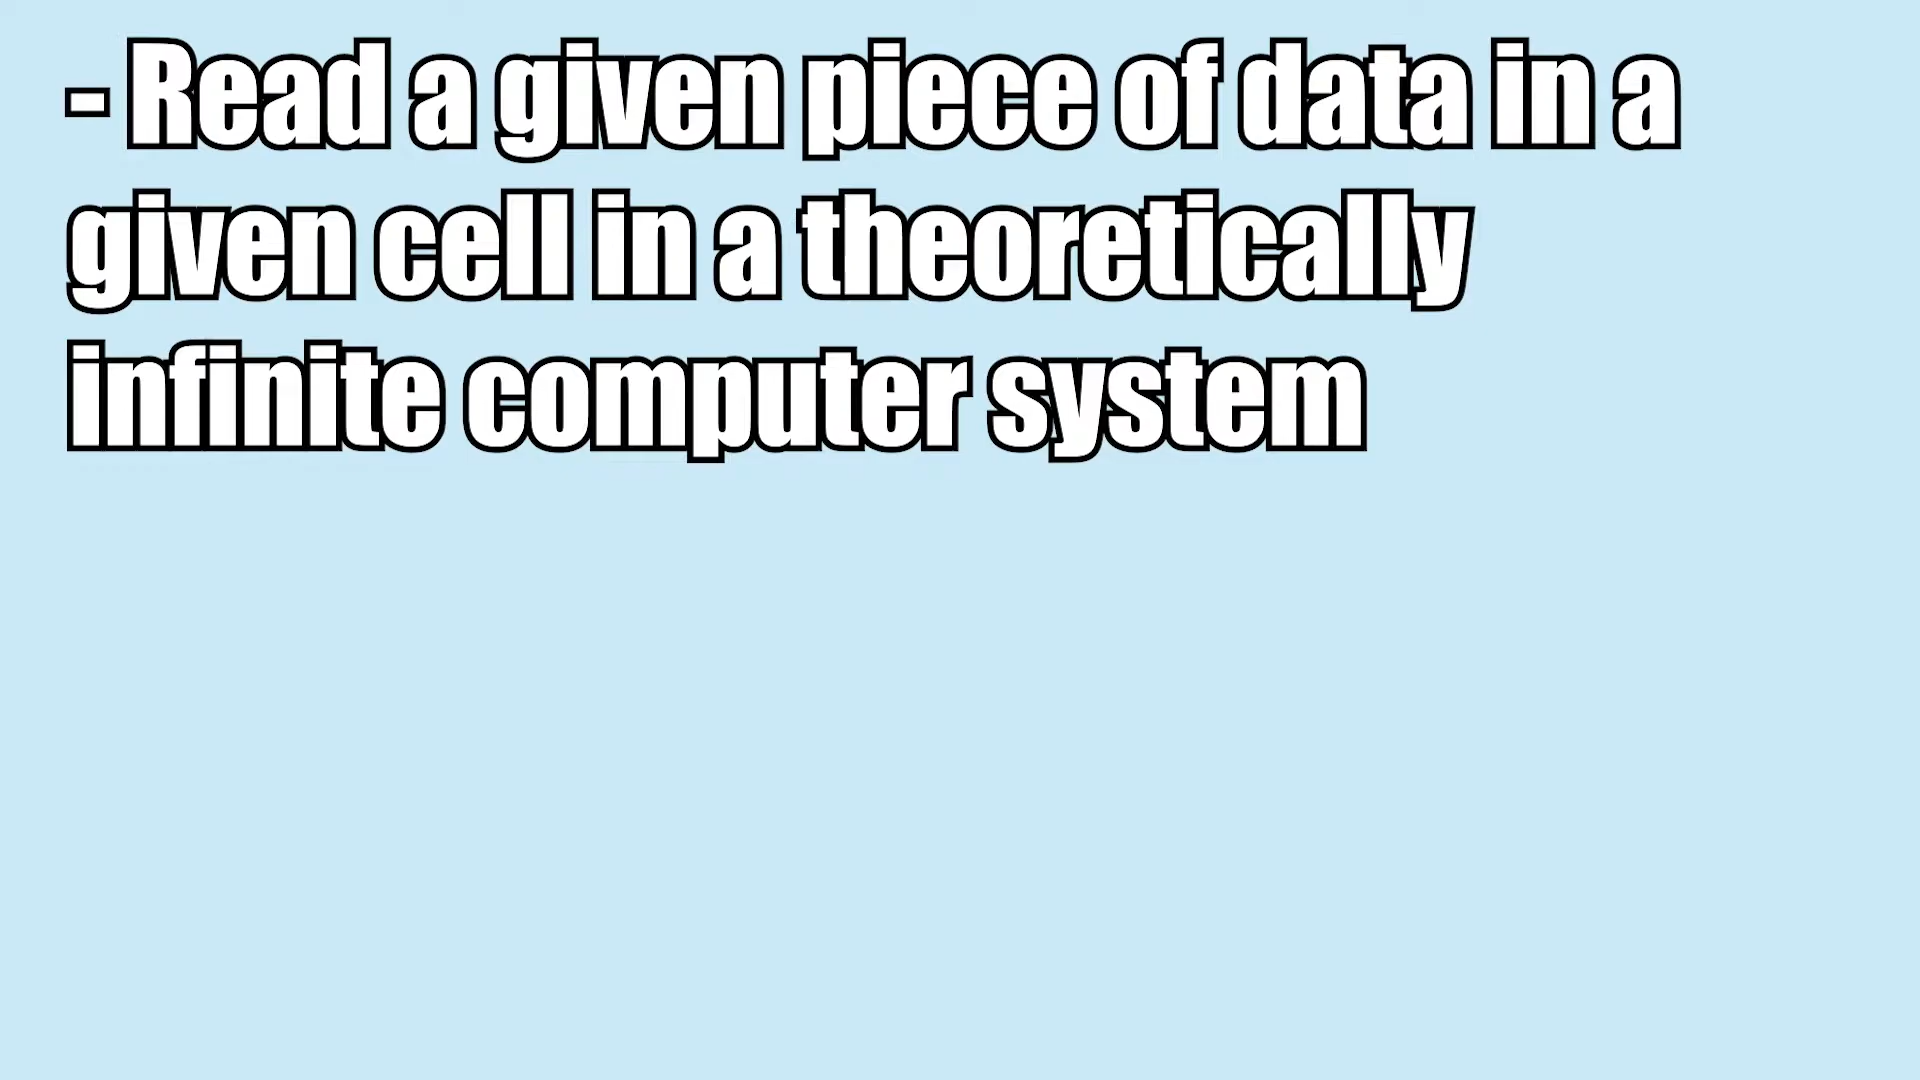 - Read a given piece of data in a
given cell in a theoretically
infinite computer system